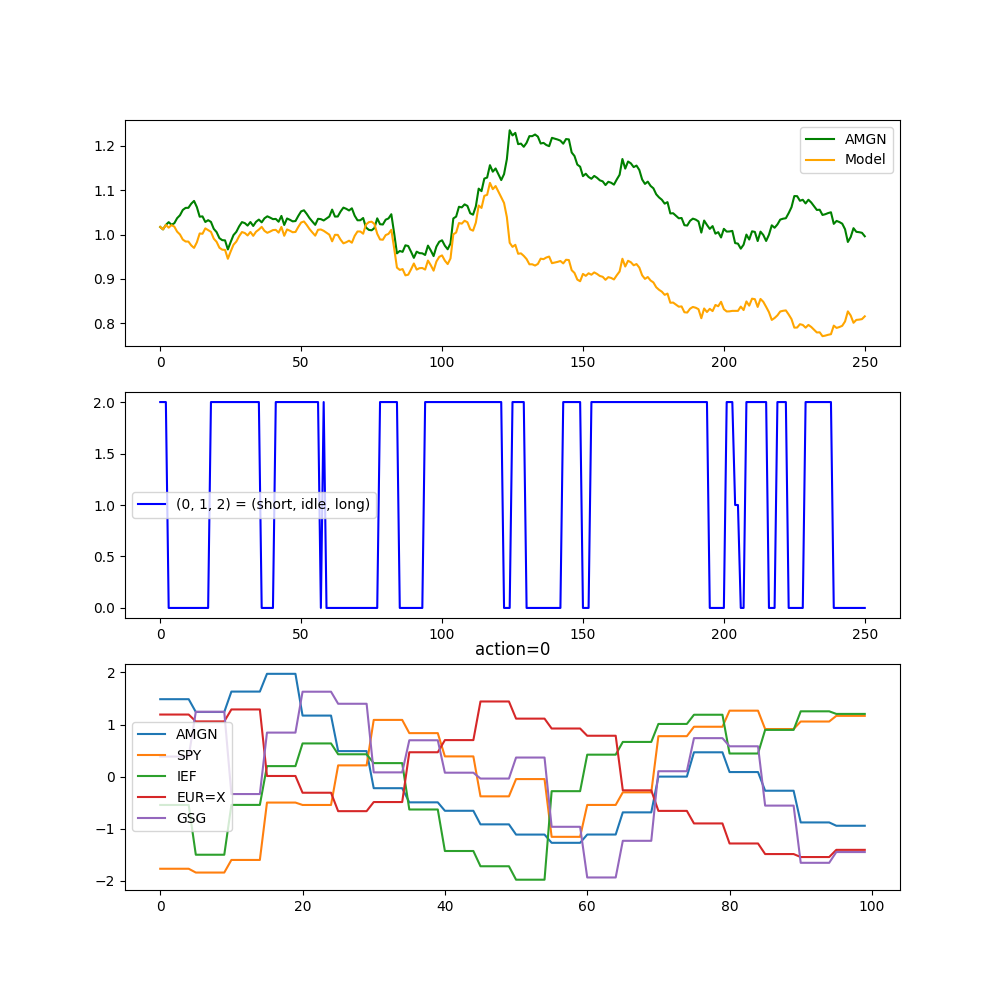 1.2
1.1
1.0
0.9
0.8
AMGN
Model
0 50 100 150 200 250
2.0
1.5
1.0
0.5
0.0
(0, 1, 2) = (short, idle, long)
0 50 100 150 200 250
action=0
2
1
0
−1
−2
AMGN
SPY
IEF
EUR=X
GSG
0 20 40 60 80 100